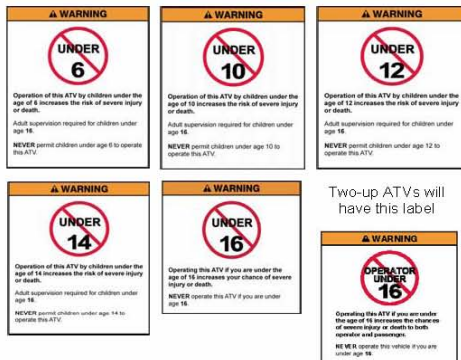 WARNING
UNDER
6
Operation of this ATV by children under the
age of 6 increases the risk of severe injury
or death.
Adult supervision required for children under
age 16.
NEVER permit children under age 6 to operate
this ATV.
WARNING
UNDER
10
Operation of this ATV by children under the
age of 10 increases the risk of severe injury
or death.
Adult supervision required for children under
age 16.
NEVER permit children under age 10 to
operate this ATV.
WARNING
UNDER
12
Operation of this ATV by children under the
age of 12 increases the risk of severe injury
or death.
Adult supervision required for children under
age 16.
NEVER permit children under age 12 to
operate this ATV.
WARNING
UNDER
14
Operation of this ATV by children under the
age of 14 increases the risk of severe injury
or death.
Adult supervision required for children under
age 16.
NEVER permit children under age 14 to
operate this ATV.
WARNING
UNDER
16
Operating this ATV if you are under the
age of 16 increases your chance of severe
injury or death.
NEVER operate this ATV if you are under
age 16.
Two-up ATVs will
have this label
WARNING
OPERATOR
UNDER
16
Operating this ATV if you are under
the age of 16 increases the chances
of severe injury or death to both
operator and passenger.
NEVER operate this vehicle if you are
under age 16.